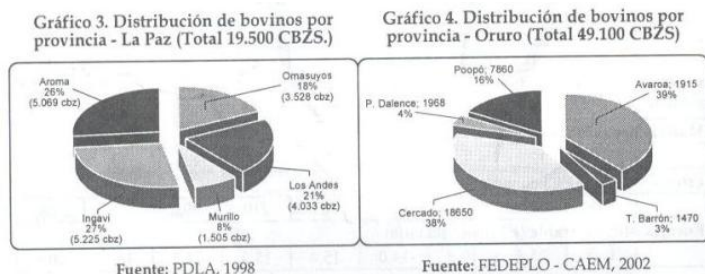 Gráfico 3. Distribución de bovinos por
provincia - La Paz (Total 19.500 CBZS.)
Aroma
26%
(5.069 cbz)
Omasuyos
18%
(3.528 cbz)
Los Andes
21%
(4.033 cbz)
Murillo
8%
(1.505 cbz)
Ingavi
27%
(5.225 cbz)
Fuente: PDLA, 1998
Gráfico 4. Distribución de bovinos por
provincia - Oruro (Total 49.100 CBZS)
Poopó; 7860
16%
Avaroa; 1915
39%
P. Dalence; 1968
4%
Cercado; 18650
38%
T. Barrón; 1470
3%
Fuente: FEDEPLO - CAEM, 2002